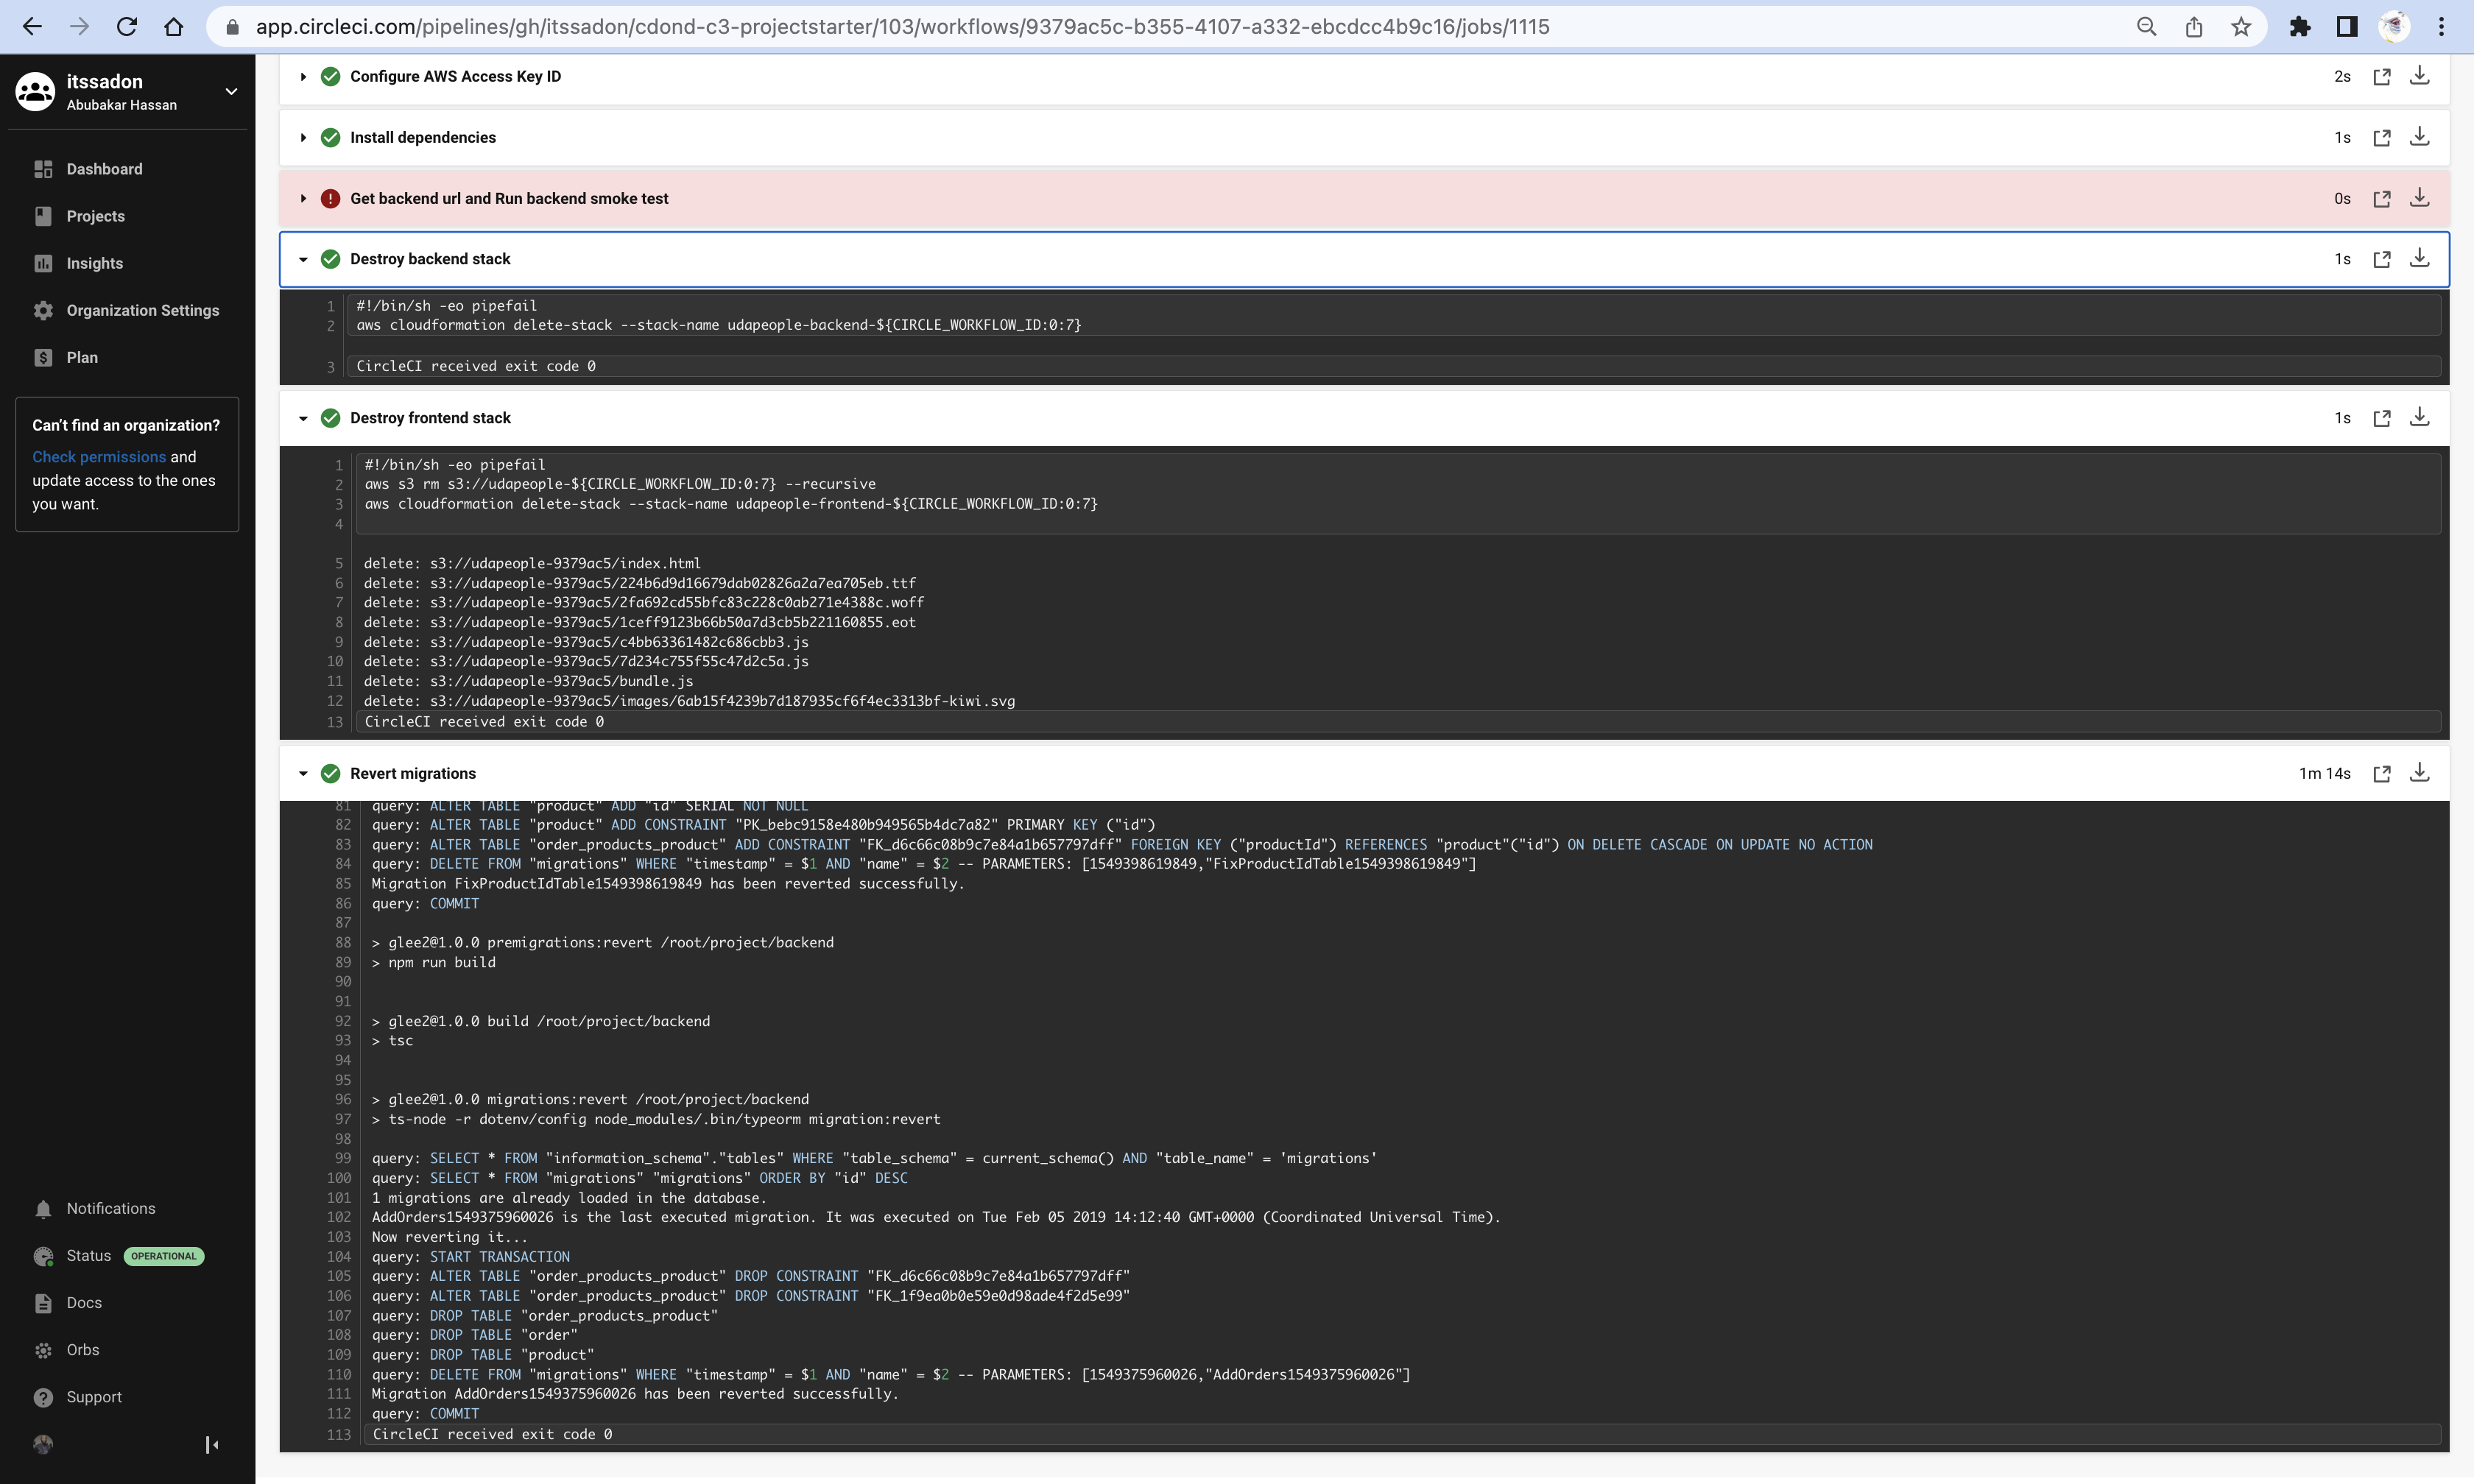 app.circleci.com/pipelines/gh/itssadon/cdond-c3-projectstarter/103/workflows/9379ac5c-b355-4107-a332-ebcdcc4b9c16/jobs/1115
itssadon
Abubakar Hassan
Dashboard
Projects
Insights
Organization Settings
Plan
Can't find an organization?
Check permissions and
update access to the ones
you want.
Notifications
Status OPERATIONAL
Docs
Orbs
Support
Configure AWS Access Key ID 2s
Install dependencies 1s
Get backend url and Run backend smoke test 0s
Destroy backend stack 1s
1 #!/bin/sh -eo pipefail
2 aws cloudformation delete-stack --stack-name udapeople-backend-${CIRCLE_WORKFLOW_ID:0:7}
3 CircleCI received exit code 0
Destroy frontend stack 1s
1 #!/bin/sh -eo pipefail
2 aws s3 rm s3://udapeople-${CIRCLE_WORKFLOW_ID:0:7} --recursive
3 aws cloudformation delete-stack --stack-name udapeople-frontend-${CIRCLE_WORKFLOW_ID:0:7}
4
5 delete: s3://udapeople-9379ac5/index.html
6 delete: s3://udapeople-9379ac5/224b6d9d16679dab02826a2a7ea705eb.ttf
7 delete: s3://udapeople-9379ac5/2fa692cd55bfc83c228c0ab271e4388c.woff
8 delete: s3://udapeople-9379ac5/1ceff9123b66b50a7d3cb5b221160855.eot
9 delete: s3://udapeople-9379ac5/c4bb63361482c686cbb3.js
10 delete: s3://udapeople-9379ac5/7d234c755f55c47d2c5a.js
11 delete: s3://udapeople-9379ac5/bundle.js
12 delete: s3://udapeople-9379ac5/images/6ab15f4239b7d187935cf6f4ec3313bf-kiwi.svg
13 CircleCI received exit code 0
Revert migrations 1m 14s
81 query: ALTER TABLE "product" ADD "id" SERIAL NOT NULL
82 query: ALTER TABLE "product" ADD CONSTRAINT "PK_bebc9158e480b949565b4dc7a82" PRIMARY KEY ("id")
83 query: ALTER TABLE "order_products_product" ADD CONSTRAINT "FK_d6c66c08b9c7e84a1b657797dff" FOREIGN KEY ("productId") REFERENCES "product"("id") ON DELETE CASCADE ON UPDATE NO ACTION
84 query: DELETE FROM "migrations" WHERE "timestamp" = $1 AND "name" = $2 -- PARAMETERS: [1549398619849,"FixProductIdTable1549398619849"]
85 Migration FixProductIdTable1549398619849 has been reverted successfully.
86 query: COMMIT
87
88 > glee2@1.0.0 premigrations:revert /root/project/backend
89 > npm run build
90
91
92 > glee2@1.0.0 build /root/project/backend
93 > tsc
94
95
96 > glee2@1.0.0 migrations:revert /root/project/backend
97 > ts-node -r dotenv/config node_modules/.bin/typeorm migration:revert
98
99 query: SELECT * FROM "information_schema"."tables" WHERE "table_schema" = current_schema() AND "table_name" = 'migrations'
100 query: SELECT * FROM "migrations" "migrations" ORDER BY "id" DESC
101 1 migrations are already loaded in the database.
102 AddOrders1549375960026 is the last executed migration. It was executed on Tue Feb 05 2019 14:12:40 GMT+0000 (Coordinated Universal Time).
103 Now reverting it...
104 query: START TRANSACTION
105 query: ALTER TABLE "order_products_product" DROP CONSTRAINT "FK_d6c66c08b9c7e84a1b657797dff"
106 query: ALTER TABLE "order_products_product" DROP CONSTRAINT "FK_1f9ea0b0e59e0d98ade4f2d5e99"
107 query: DROP TABLE "order_products_product"
108 query: DROP TABLE "order"
109 query: DROP TABLE "product"
110 query: DELETE FROM "migrations" WHERE "timestamp" = $1 AND "name" = $2 -- PARAMETERS: [1549375960026,"AddOrders1549375960026"]
111 Migration AddOrders1549375960026 has been reverted successfully.
112 query: COMMIT
113 CircleCI received exit code 0